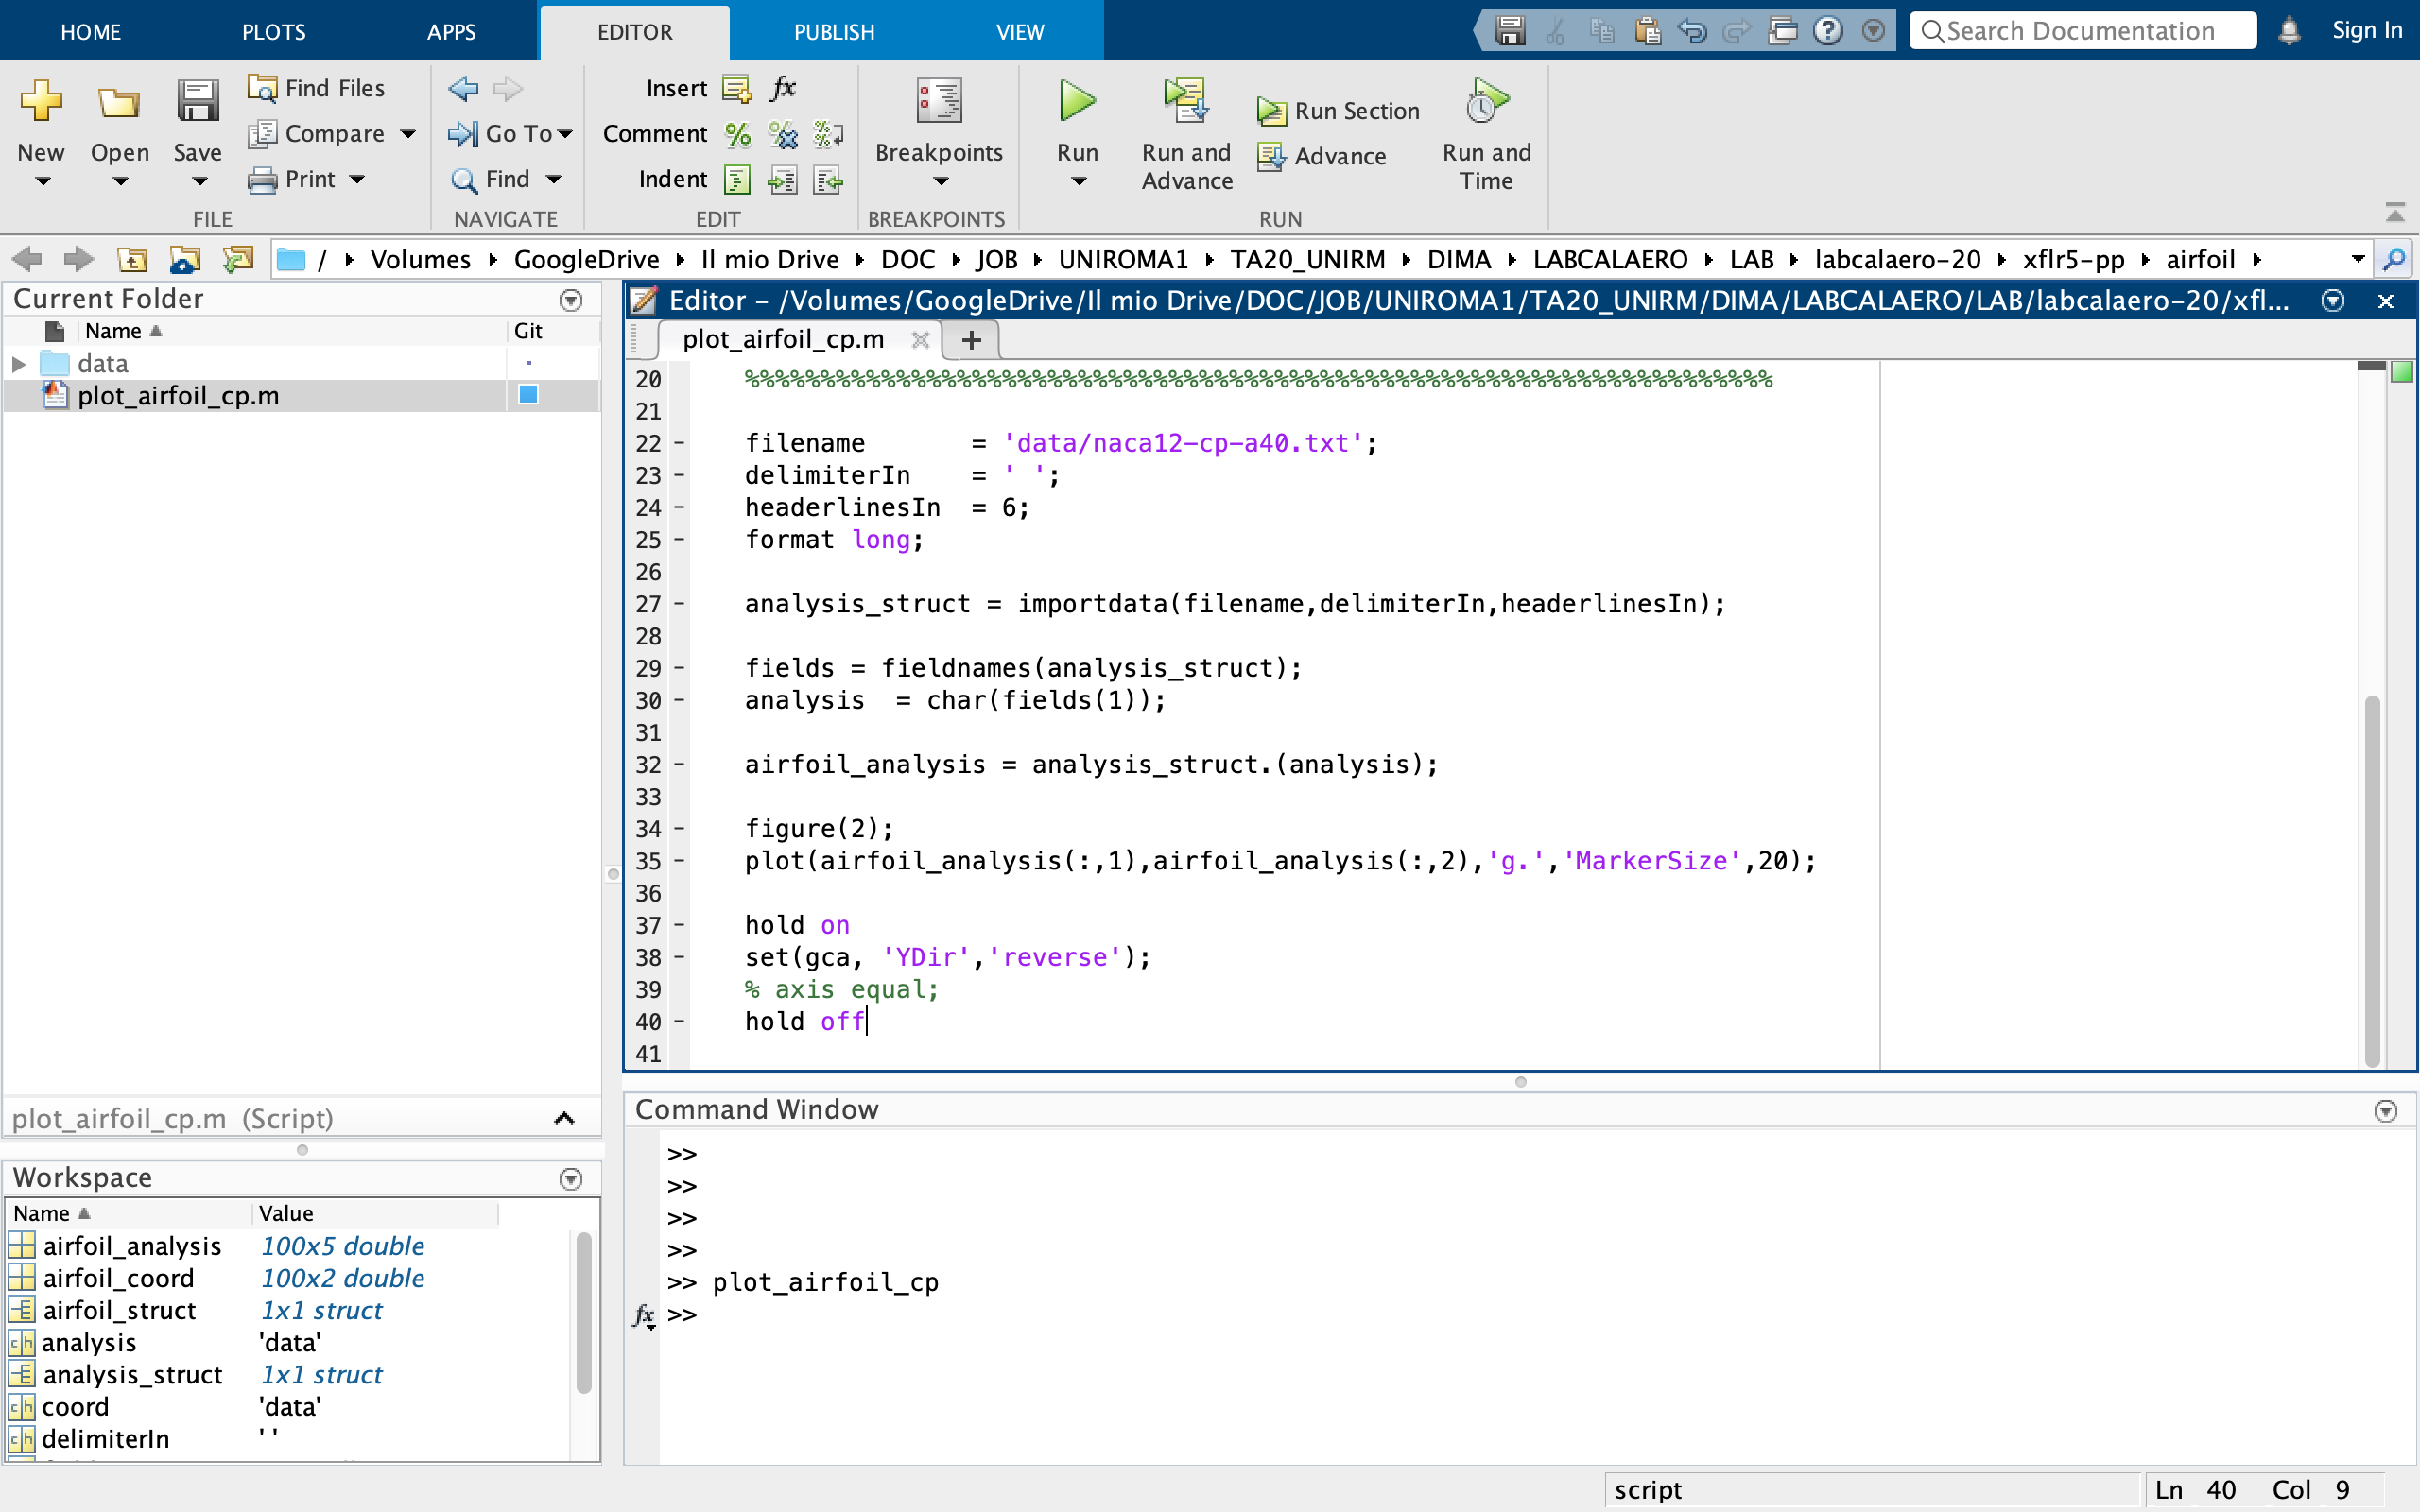 HOME PLOTS APPS EDITOR PUBLISH VIEW Search Documentation Sign In
New Open Save Find Files Compare Print
FILE
Go To Find
NAVIGATE
Insert fx
Comment
Indent
EDIT
Breakpoints
BREAKPOINTS
Run Run and Advance Run Section Advance Run and Time
RUN
/ Volumes GoogleDrive Il mio Drive DOC JOB UNIROMA1 TA20_UNIRM DIMA LABCALAERO LAB labcalaero-20 xflr5-pp airfoil
Current Folder
Name Git
data
plot_airfoil_cp.m
plot_airfoil_cp.m (Script)
Workspace
Name Value
airfoil_analysis 100x5 double
airfoil_coord 100x2 double
airfoil_struct 1x1 struct
analysis 'data'
analysis_struct 1x1 struct
coord 'data'
delimiterIn ' '
Editor - /Volumes/GoogleDrive/Il mio Drive/DOC/JOB/UNIROMA1/TA20_UNIRM/DIMA/LABCALAERO/LAB/labcalaero-20/xfl...
plot_airfoil_cp.m +
20 %%%%%%%%%%%%%%%%%%%%%%%%%%%%%%%%%%%%%%%%%%%%%%%%%%%%%%%%%%%%%%%%%%%%
21
22 - filename       = 'data/naca12-cp-a40.txt';
23 - delimiterIn    = ' ';
24 - headerlinesIn  = 6;
25 - format long;
26
27 - analysis_struct = importdata(filename,delimiterIn,headerlinesIn);
28
29 - fields = fieldnames(analysis_struct);
30 - analysis  = char(fields(1));
31
32 - airfoil_analysis = analysis_struct.(analysis);
33
34 - figure(2);
35 - plot(airfoil_analysis(:,1),airfoil_analysis(:,2),'g.','MarkerSize',20);
36
37 - hold on
38 - set(gca, 'YDir','reverse');
39 % axis equal;
40 - hold off
41
Command Window
>>
>>
>>
>>
>> plot_airfoil_cp
fx >>
script Ln 40 Col 9